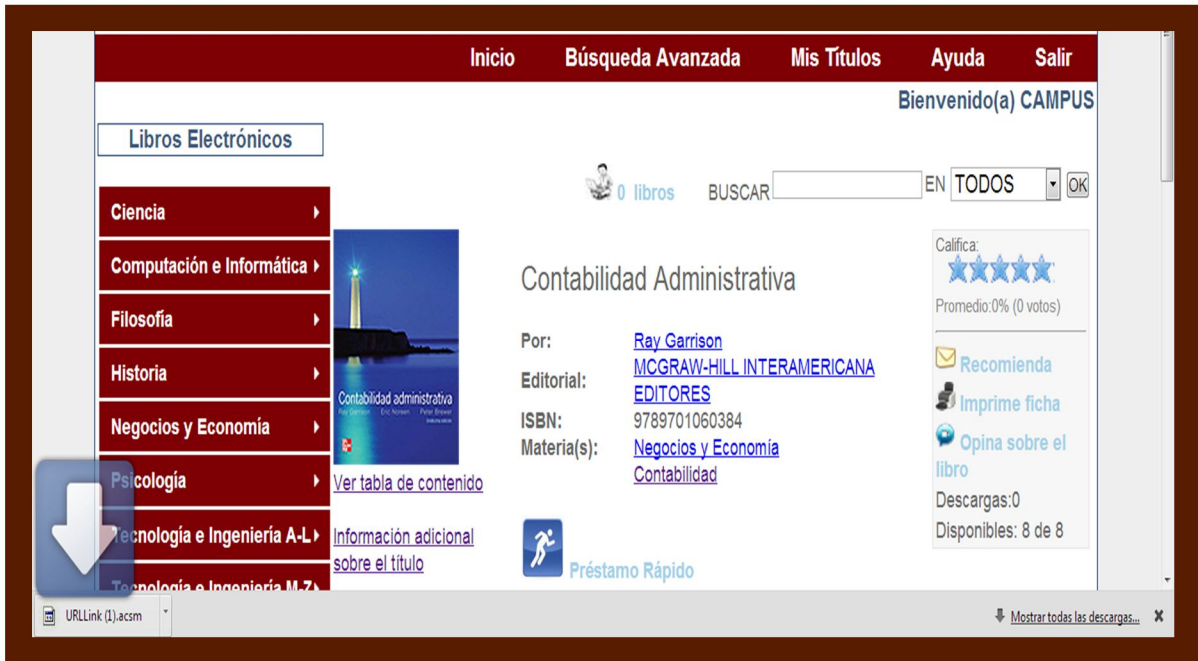 Inicio Búsqueda Avanzada Mis Títulos Ayuda Salir
Bienvenido(a) CAMPUS
Libros Electrónicos
0 libros BUSCAR EN TODOS OK
Ciencia
Computación e Informática
Filosofía
Historia
Negocios y Economía
Psicología
Tecnología e Ingeniería A-L
Tecnología e Ingeniería M-Z
Contabilidad administrativa
Ray Garrison Eric Noreen Peter Brewer
Ver tabla de contenido
Información adicional
sobre el título
Contabilidad Administrativa
Por: Ray Garrison
Editorial: MCGRAW-HILL INTERAMERICANA
EDITORES
ISBN: 9789701060384
Materia(s): Negocios y Economía
Contabilidad
Préstamo Rápido
Califica:
Promedio:0% (0 votos)
Recomienda
Imprime ficha
Opina sobre el
libro
Descargas:0
Disponibles: 8 de 8
URLLink (1).acsm
Mostrar todas las descargas...